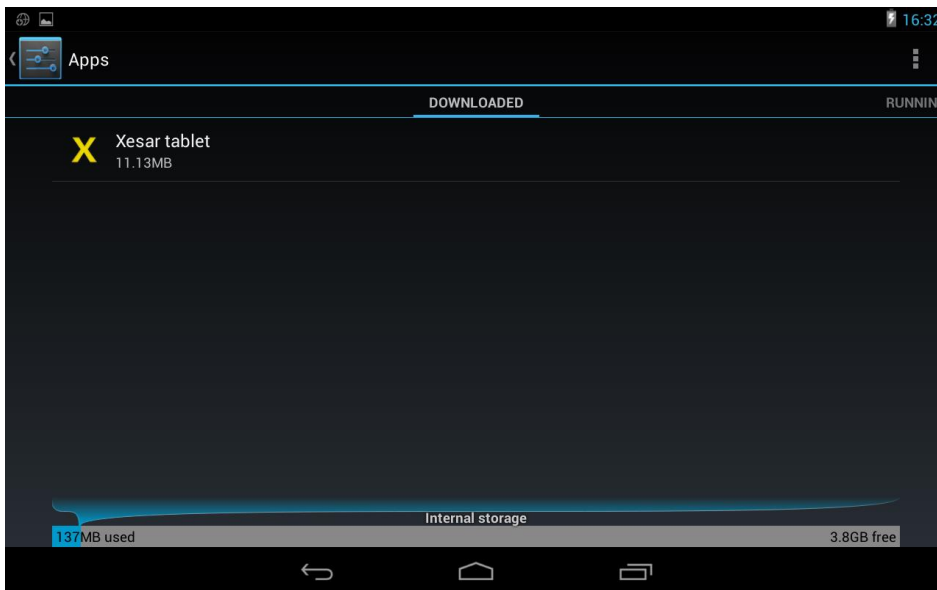 16:32
Apps
DOWNLOADED
RUNNIN
Xesar tablet
11.13MB
Internal storage
137MB used
3.8GB free